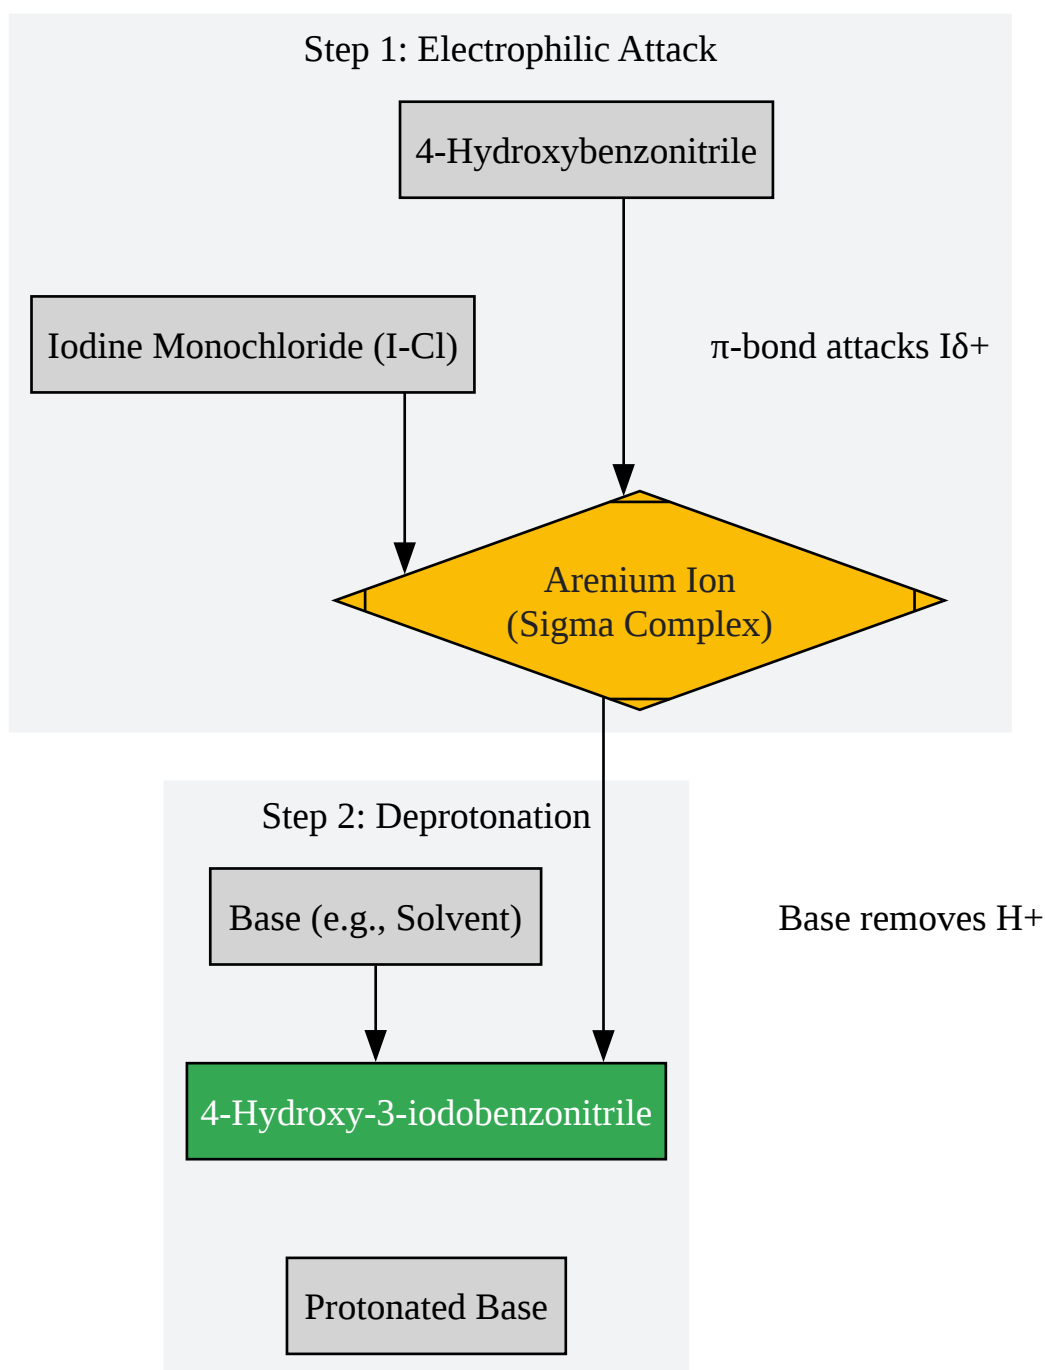 Step 1: Electrophilic Attack
4-Hydroxybenzonitrile
Iodine Monochloride (I-Cl)
π-bond attacks Iδ+
Arenium Ion
(Sigma Complex)
Step 2: Deprotonation
Base (e.g., Solvent)
Base removes H+
4-Hydroxy-3-iodobenzonitrile
Protonated Base